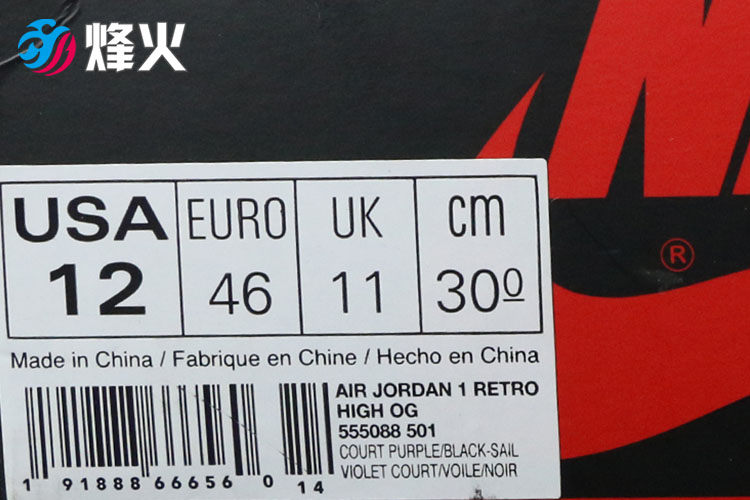 烽火
USA EURO UK cm
12 46 11 30⁰
®
Made in China / Fabrique en Chine / Hecho en China
AIR JORDAN 1 RETRO
HIGH OG
555088 501
COURT PURPLE/BLACK-SAIL
VIOLET COURT/VOILE/NOIR
1 91888 66656 0 14